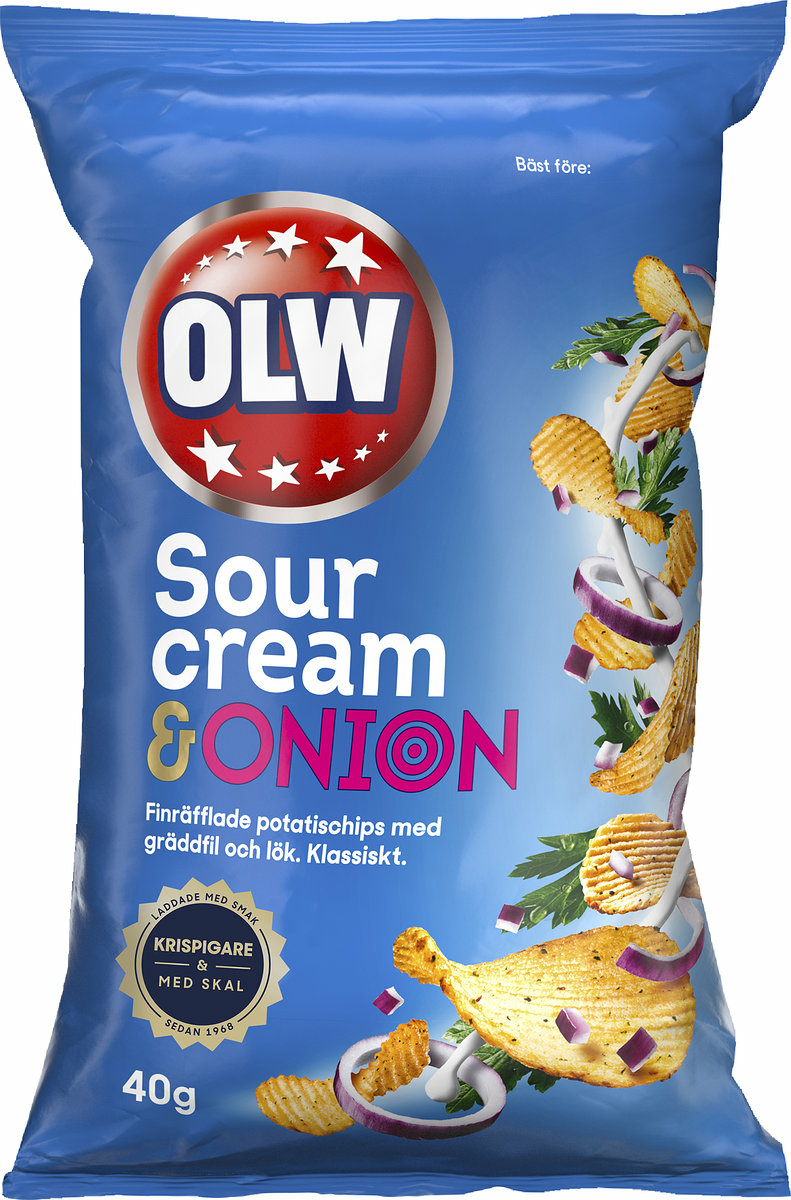 Bäst före:
OLW
Sour
cream
&ONION
Finräfflade potatischips med
gräddfil och lök. Klassiskt.
LADDADE MED SMAK
KRISPIGARE
&
MED SKAL
SEDAN 1968
40g